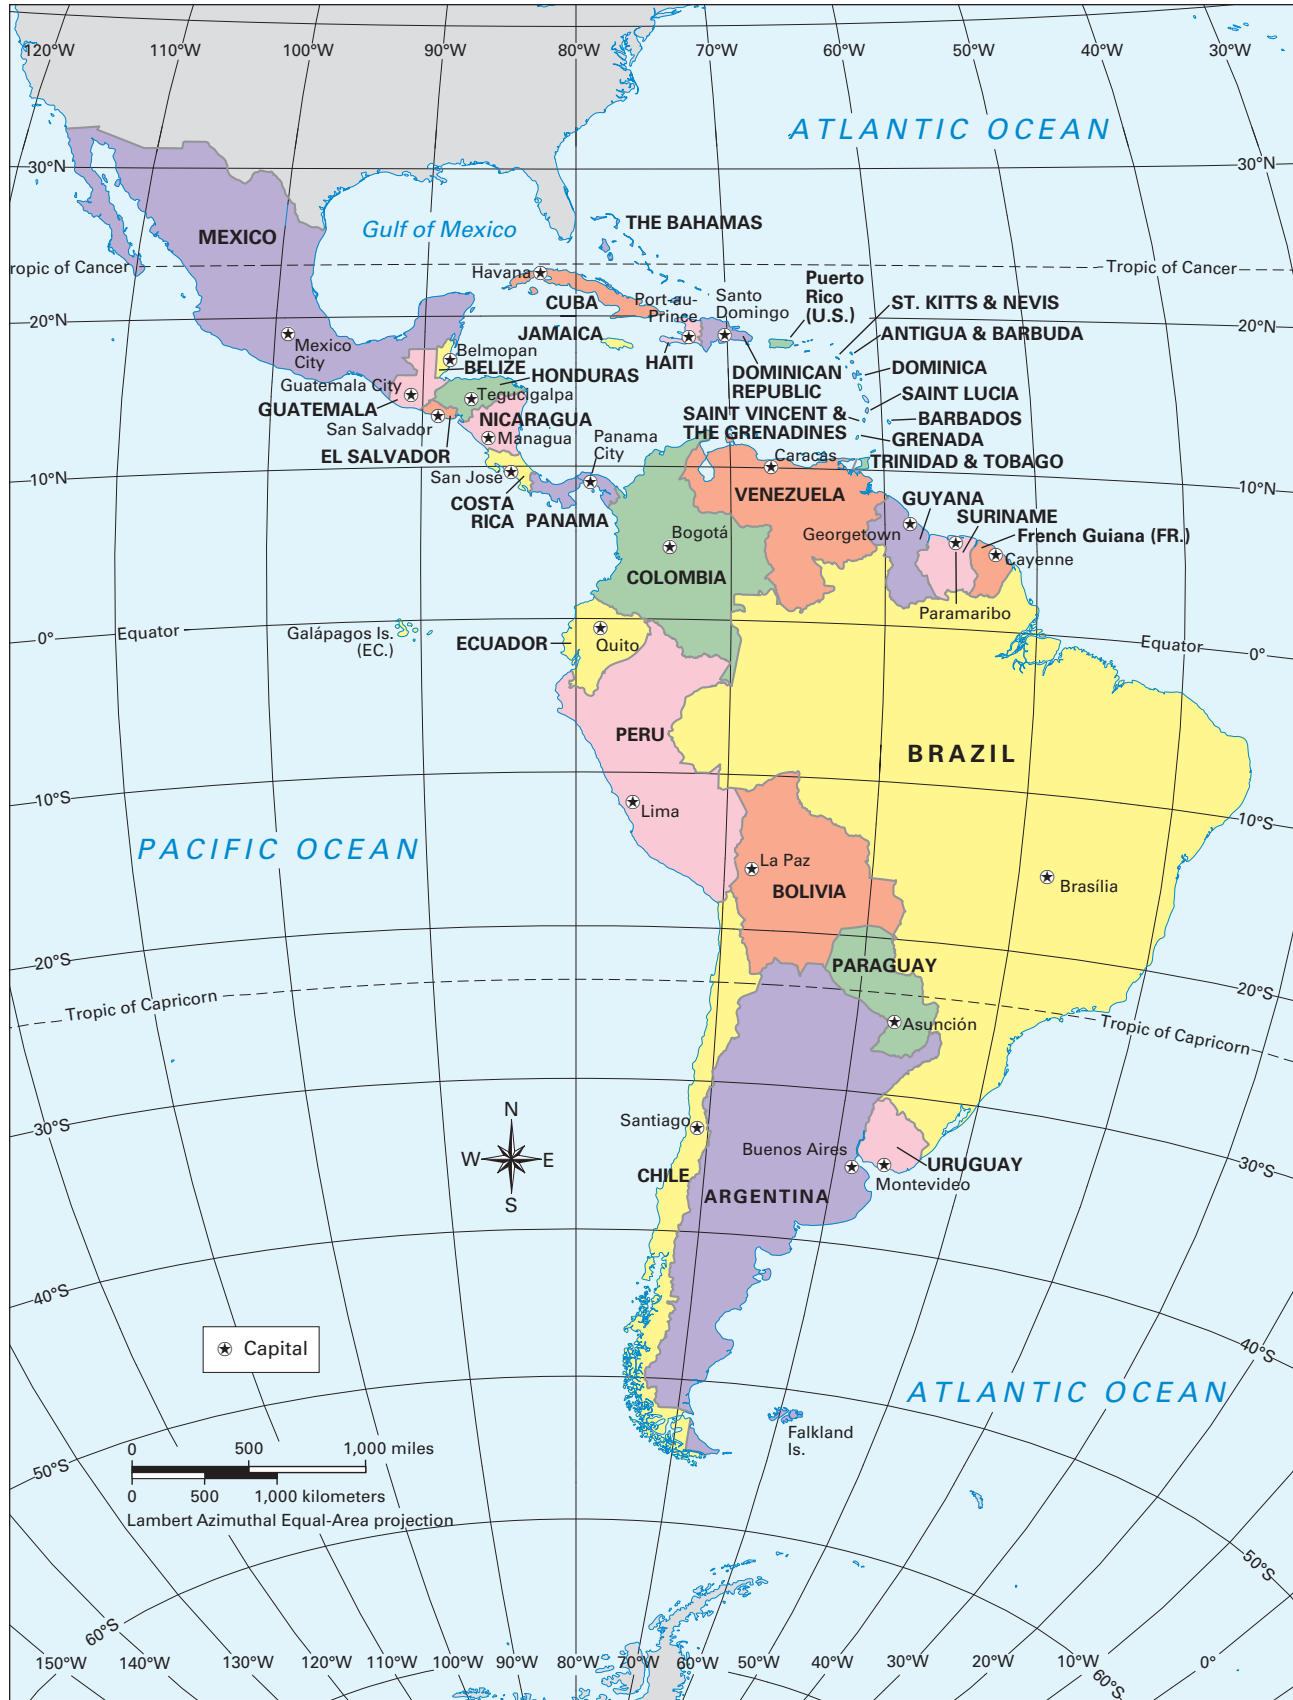 120°W
110°W
100°W
90°W
80°W
70°W
60°W
50°W
40°W
30°W
ATLANTIC OCEAN
30°N
30°N
MEXICO
Gulf of Mexico
THE BAHAMAS
ropic of Cancer
Tropic of Cancer
Havana
CUBA
Port-au-
Prince
Santo
Domingo
Puerto
Rico
(U.S.)
ST. KITTS & NEVIS
20°N
20°N
JAMAICA
ANTIGUA & BARBUDA
Mexico
City
Belmopan
BELIZE
HAITI
DOMINICAN
REPUBLIC
DOMINICA
Guatemala City
HONDURAS
Tegucigalpa
SAINT LUCIA
GUATEMALA
NICARAGUA
SAINT VINCENT &
THE GRENADINES
BARBADOS
San Salvador
Managua
Panama
City
GRENADA
EL SALVADOR
Caracas
TRINIDAD & TOBAGO
10°N
10°N
San José
COSTA
RICA
PANAMA
VENEZUELA
GUYANA
SURINAME
Georgetown
French Guiana (FR.)
Cayenne
Bogotá
COLOMBIA
Paramaribo
0°
Equator
Galápagos Is.
(EC.)
ECUADOR
Quito
Equator
0°
PERU
BRAZIL
10°S
Lima
10°S
PACIFIC OCEAN
La Paz
BOLIVIA
Brasília
20°S
PARAGUAY
20°S
Tropic of Capricorn
Asunción
Tropic of Capricorn
30°S
N
W
E
S
Santiago
Buenos Aires
URUGUAY
30°S
CHILE
ARGENTINA
Montevideo
40°S
Capital
40°S
ATLANTIC OCEAN
Falkland
Is.
0
500
1,000 miles
50°S
0
500
1,000 kilometers
Lambert Azimuthal Equal-Area projection
50°S
60°S
150°W
140°W
130°W
120°W
110°W
100°W
90°W
80°W
70°W
60°W
50°W
40°W
30°W
20°W
10°W
0°
60°S